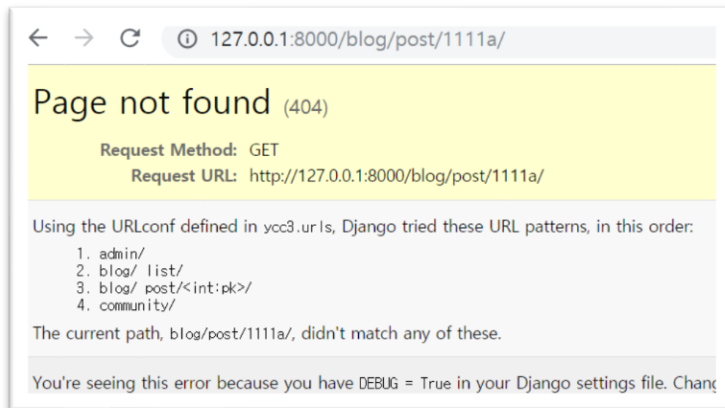 127.0.0.1:8000/blog/post/1111a/
Page not found (404)
Request Method: GET
Request URL: http://127.0.0.1:8000/blog/post/1111a/
Using the URLconf defined in ycc3.urls, Django tried these URL patterns, in this order:
1. admin/
2. blog/ list/
3. blog/ post/<int:pk>/
4. community/
The current path, blog/post/1111a/, didn't match any of these.
You're seeing this error because you have DEBUG = True in your Django settings file.